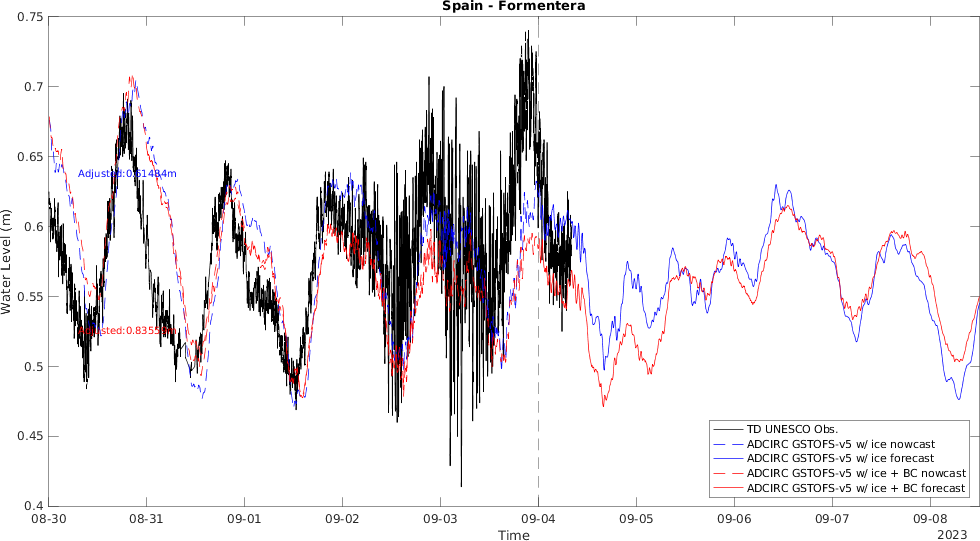 Spain - Formentera
0.75
0.7
0.65
0.6
0.55
0.5
0.45
0.4
Water Level (m)
Adjusted:0.61484m
TD UNESCO Obs.
ADCIRC GSTOFS-v5 w/ ice nowcast
ADCIRC GSTOFS-v5 w/ ice forecast
ADCIRC GSTOFS-v5 w/ ice + BC nowcast
ADCIRC GSTOFS-v5 w/ ice + BC forecast
08-30 08-31 09-01 09-02 09-03 09-04 09-05 09-06 09-07 09-08
Time
2023